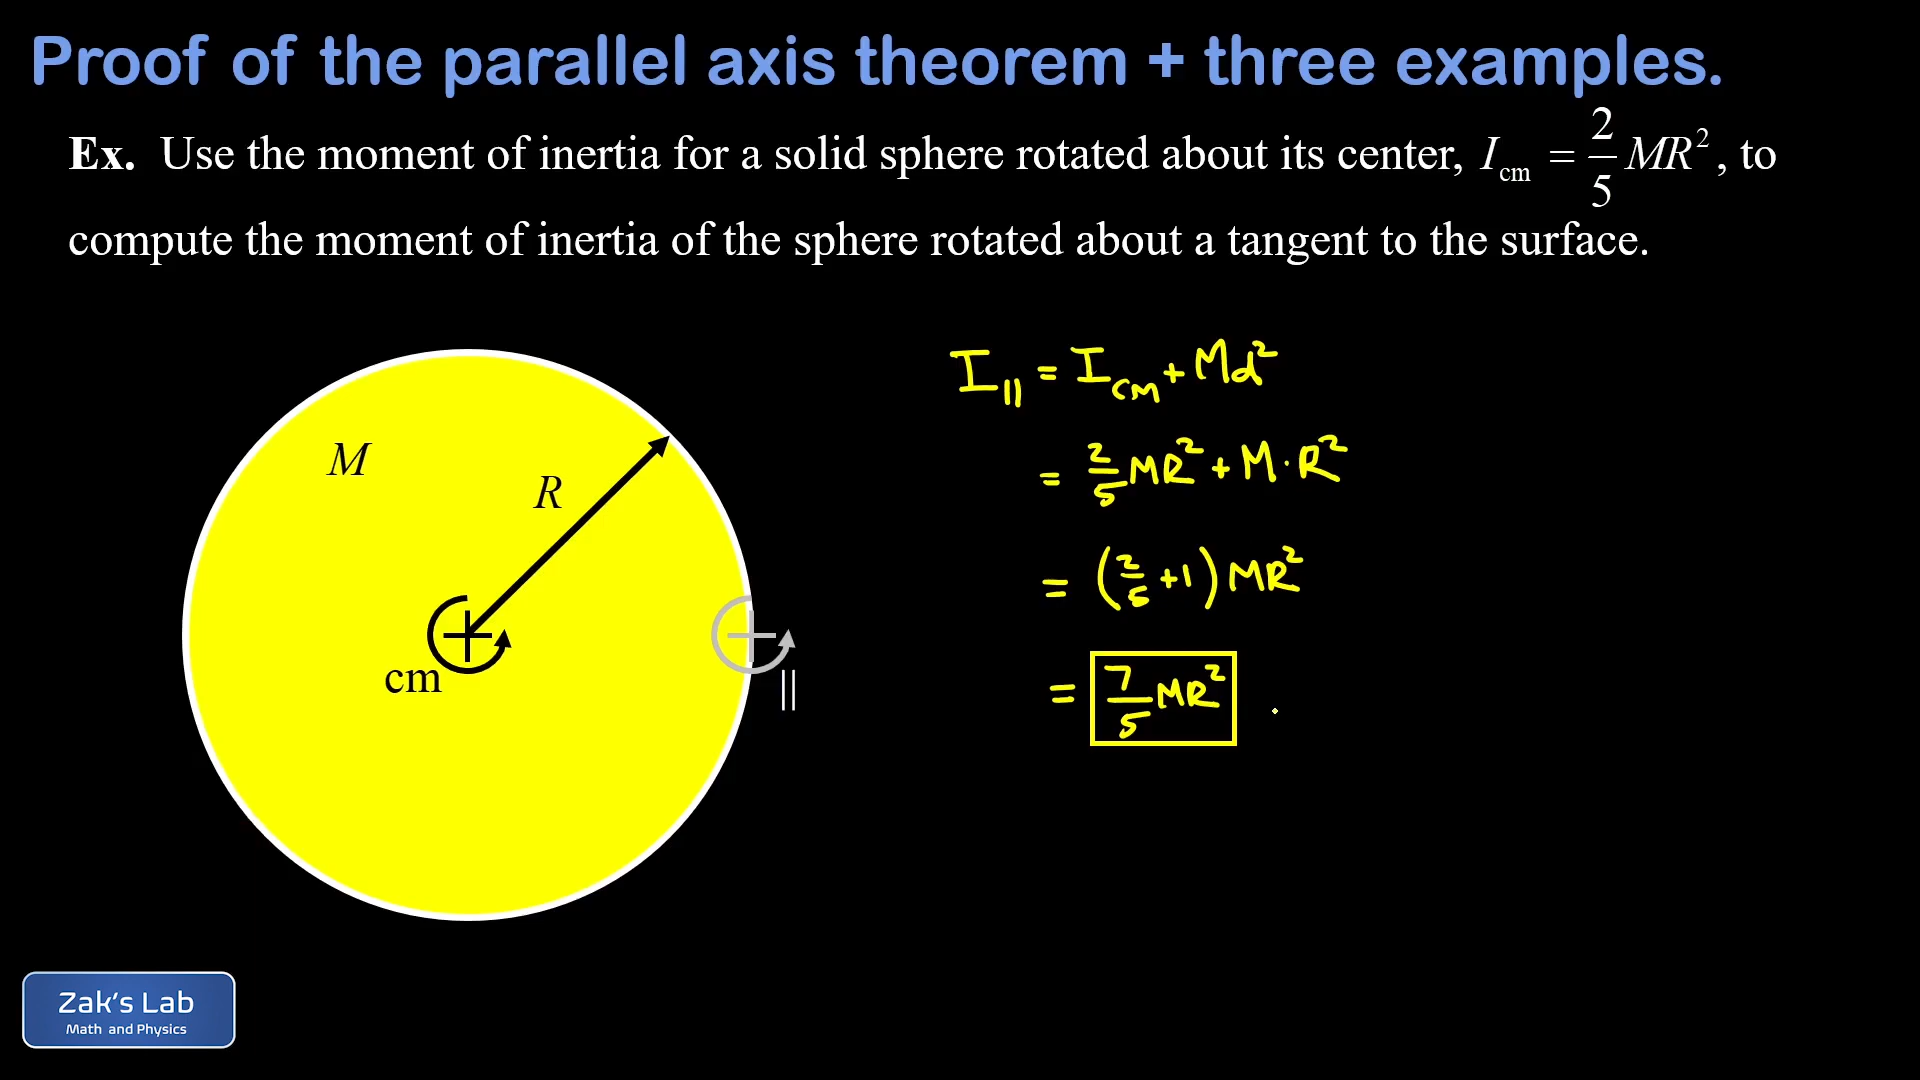 Proof of the parallel axis theorem + three examples.
Ex. Use the moment of inertia for a solid sphere rotated about its center, I_cm = 2/5 MR², to
compute the moment of inertia of the sphere rotated about a tangent to the surface.
M
R
cm
||
I_|| = I_cm + Md²
= 2/5 MR² + M · R²
= (2/5 + 1) MR²
= 7/5 MR²
Zak's Lab
Math and Physics